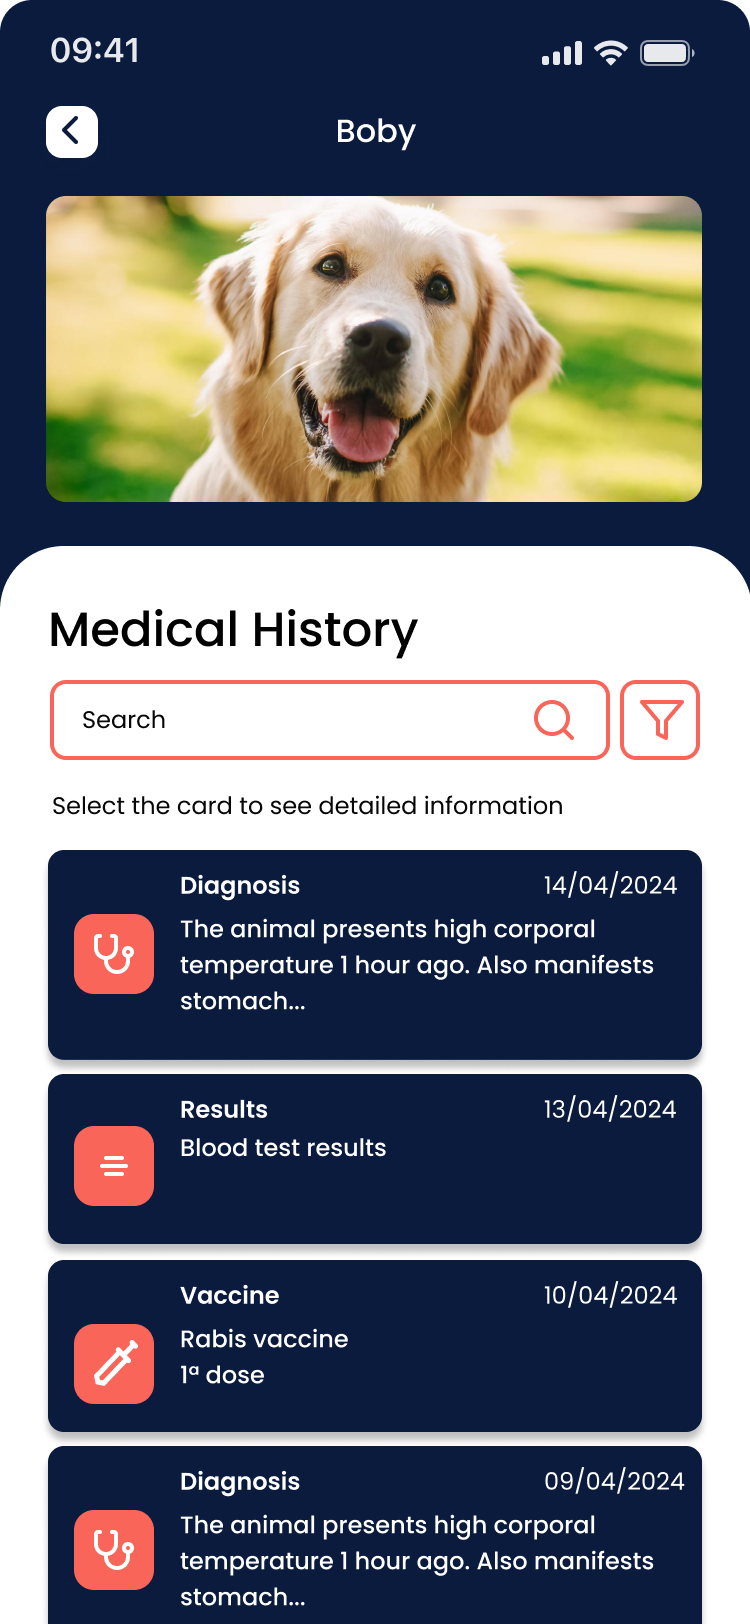 09:41
Boby
Medical History
Search
Select the card to see detailed information
Diagnosis 14/04/2024
The animal presents high corporal
temperature 1 hour ago. Also manifests
stomach...
Results 13/04/2024
Blood test results
Vaccine 10/04/2024
Rabis vaccine
1ª dose
Diagnosis 09/04/2024
The animal presents high corporal
temperature 1 hour ago. Also manifests
stomach...